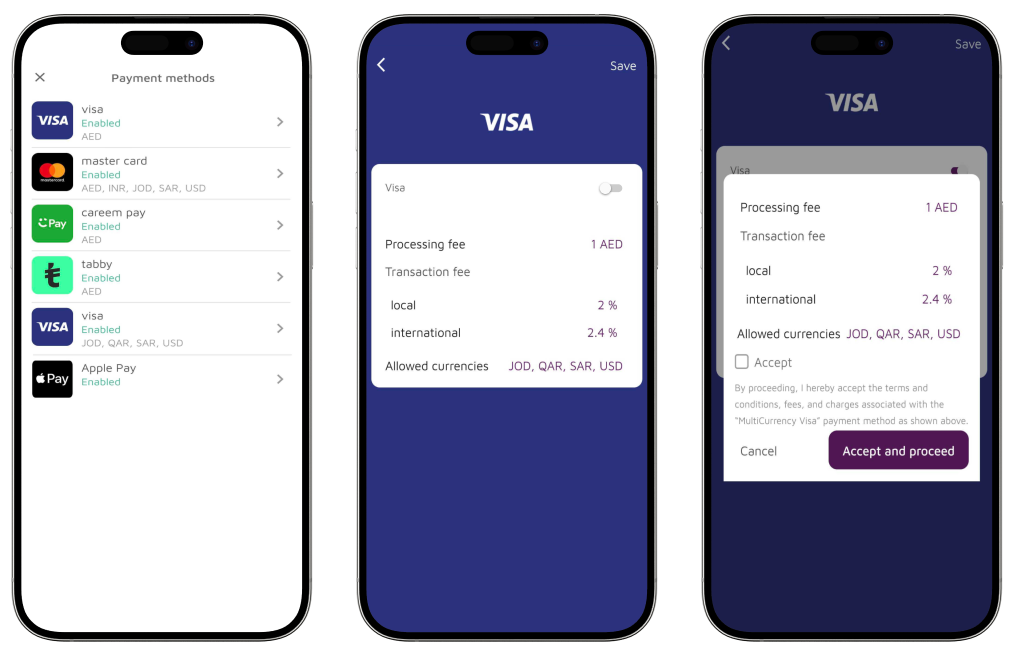 Payment methods
VISA
visa
Enabled
AED
mastercard
master card
Enabled
AED, INR, JOD, SAR, USD
Pay
careem pay
Enabled
AED
tabby
Enabled
AED
VISA
visa
Enabled
JOD, QAR, SAR, USD
Pay
Apple Pay
Enabled
Save
VISA
Visa
Processing fee 1 AED
Transaction fee
local 2 %
international 2.4 %
Allowed currencies JOD, QAR, SAR, USD
Save
VISA
Visa
Processing fee 1 AED
Transaction fee
local 2 %
international 2.4 %
Allowed currencies JOD, QAR, SAR, USD
Accept
By proceeding, I hereby accept the terms and
conditions, fees, and charges associated with the
"MultiCurrency Visa" payment method as shown above.
Cancel Accept and proceed